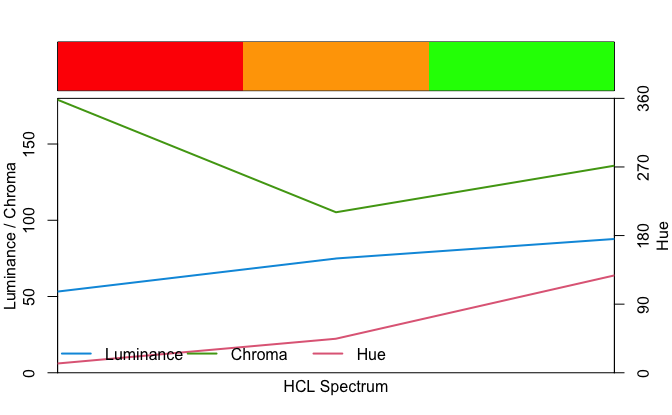 Luminance / Chroma
150
100
50
0
360
270
180
90
0
Hue
Luminance Chroma Hue
HCL Spectrum